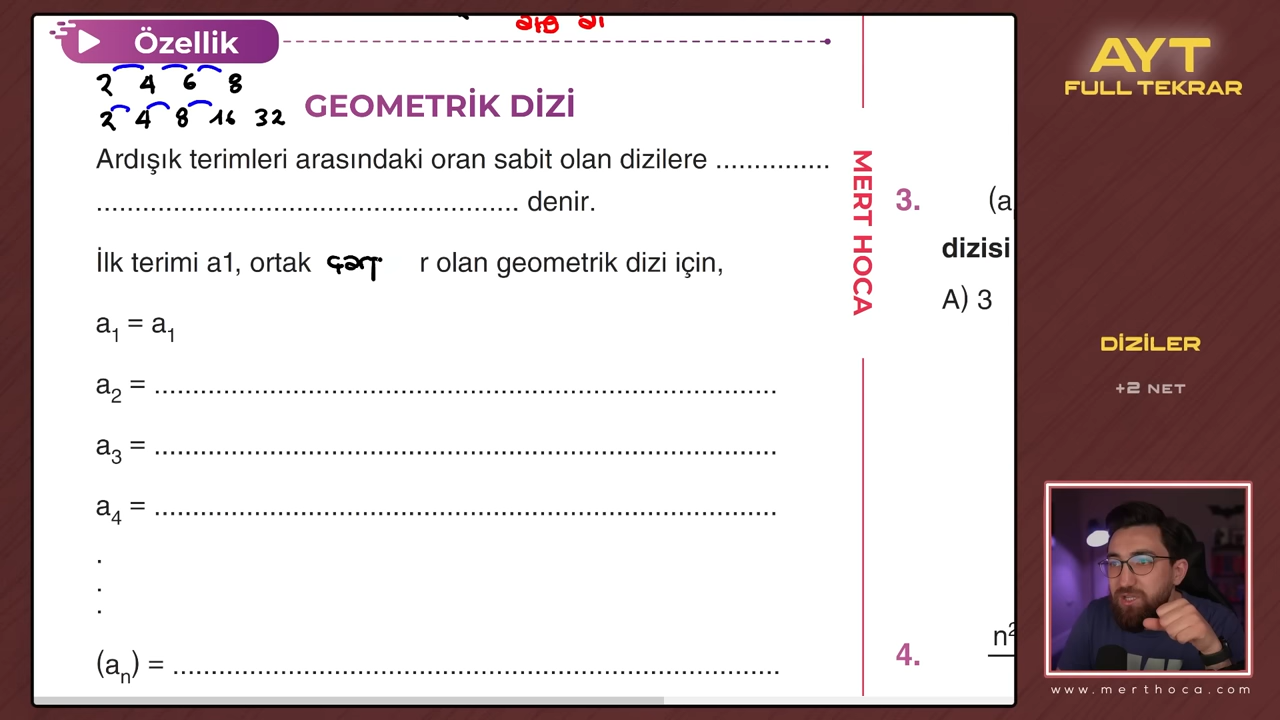 Özellik
2 4 6 8
2 4 8 16 32
GEOMETRİK DİZİ
Ardışık terimleri arasındaki oran sabit olan dizilere ...............
....................................................... denir.
İlk terimi a1, ortak çarp r olan geometrik dizi için,
a₁ = a₁
a₂ = .................................................................................
a₃ = .................................................................................
a₄ = .................................................................................
.
.
.
(aₙ) = ...............................................................................
MERT HOCA
3. (a
dizisi
A) 3
4. n²
AYT
FULL TEKRAR
DİZİLER
+2 NET
www.merthoca.com